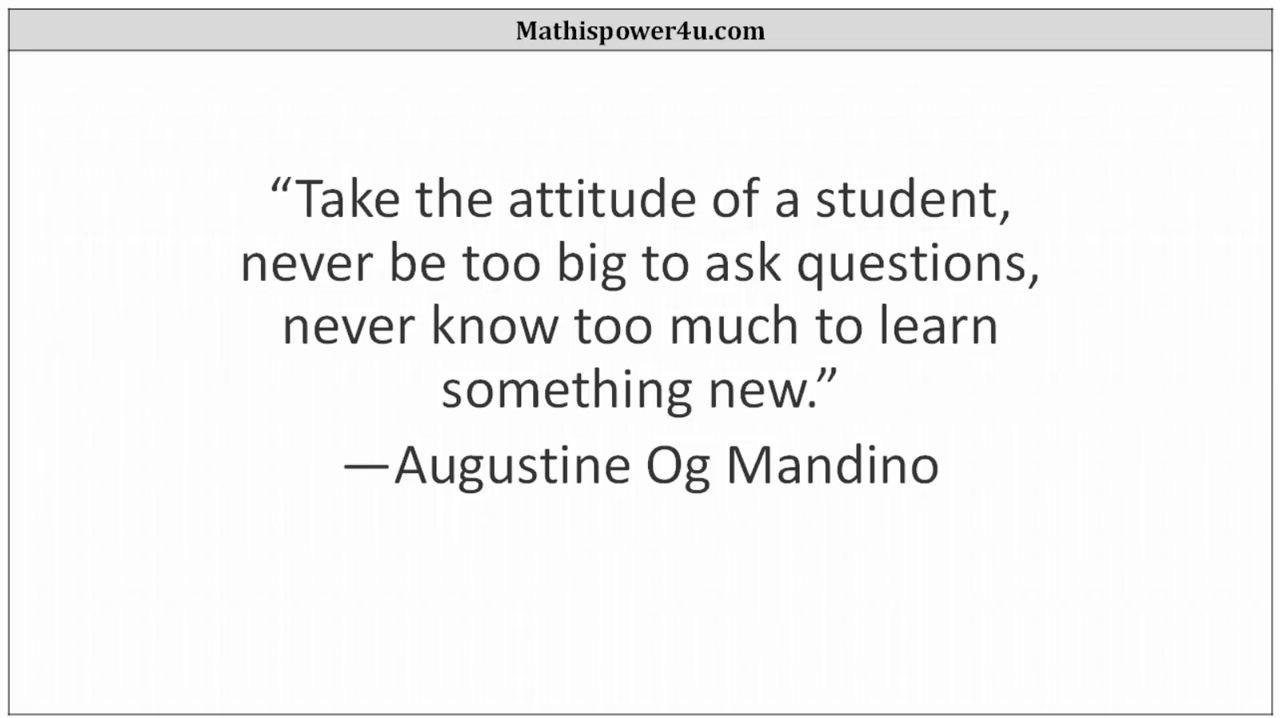 Mathispower4u.com
“Take the attitude of a student,
never be too big to ask questions,
never know too much to learn
something new.”
—Augustine Og Mandino